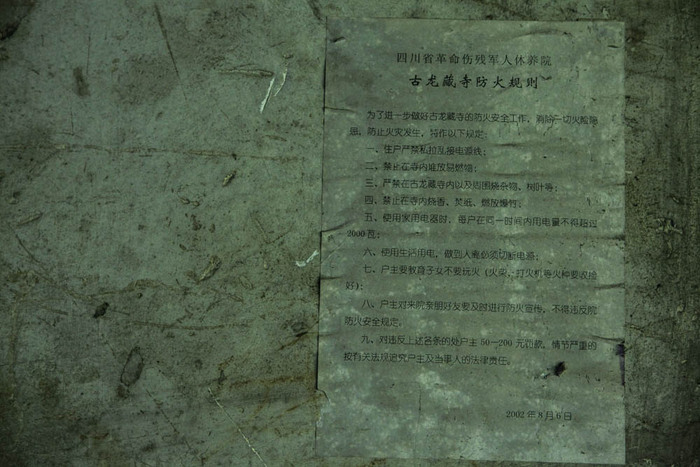 四川省革命伤残军人休养院
古龙藏寺防火规则
为了进一步做好古龙藏寺的防火安全工作，消除一切火险隐
患，防止火灾发生，特作以下规定：
一、住户严禁私拉乱接电源线；
二、禁止在寺内堆放易燃物；
三、严禁在古龙藏寺内以及周围烧杂物、树叶等；
四、禁止在寺内烧香、焚纸、燃放爆竹；
五、使用家用电器时，每户在同一时间内用电量不得超过
2000瓦；
六、使用生活用电，做到人离必须切断电源；
七、户主要教育子女不要玩火（火柴、打火机等火种要收捡
好）；
八、户主对来院亲朋好友要及时进行防火宣传，不得违反院
防火安全规定。
九、对违反上述各条的处户主50—200元罚款，情节严重的
按有关法规追究户主及当事人的法律责任。
2002年8月6日